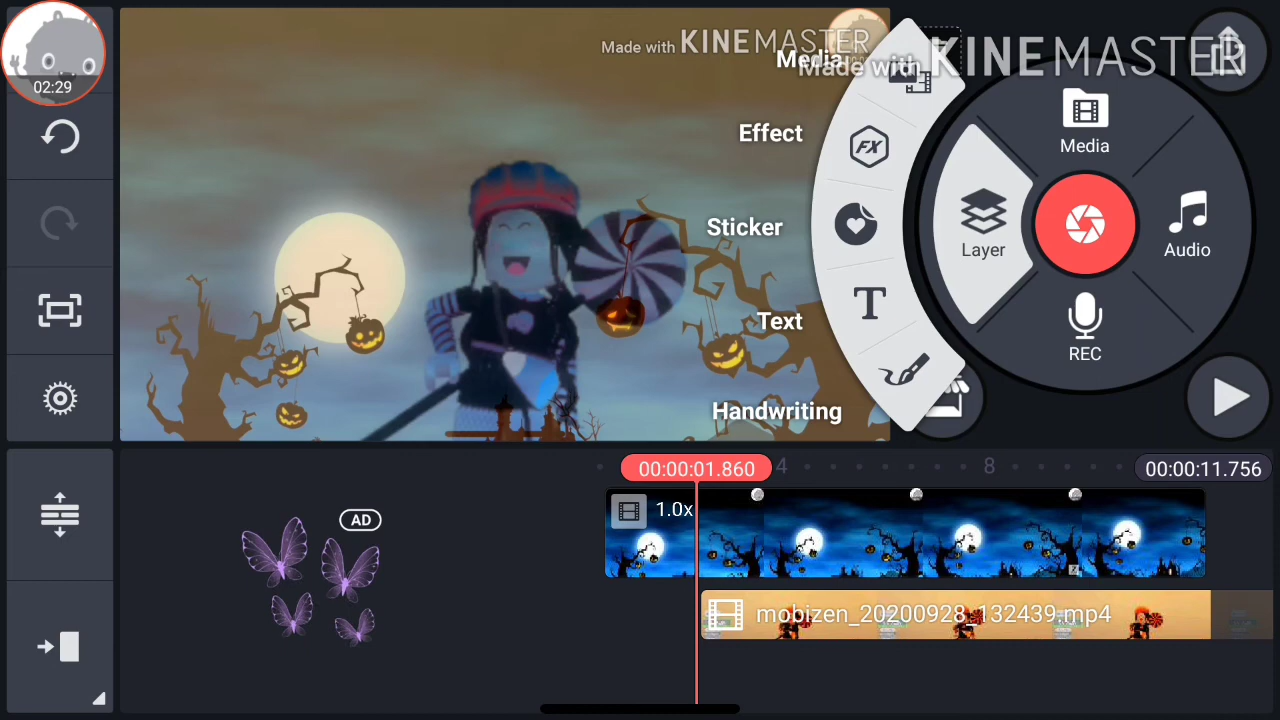 02:29
Made with KINEMASTER
Made with KINEMASTER
Media
Effect
FX
Sticker
Text
T
Handwriting
Media
Layer
Audio
REC
00:00:01.860
4
8
00:00:11.756
AD
1.0x
mobizen_20200928_132439.mp4